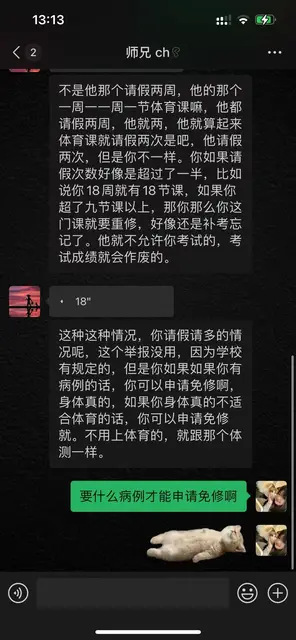 13:13
2
师兄 ch
不是他那个请假两周，他的那个
一周一一周一节体育课嘛，他都
请假两周，他就两，他就算起来
体育课就请假两次是吧，他请假
两次，但是你不一样。你如果请
假次数好像是超过了一半，比如
说你18周就有18节课，如果你
超了九节课以上，那你那么你这
门课就要重修，好像还是补考忘
记了。他就不允许你考试的，考
试成绩就会作废的。
18"
这种这种情况，你请假请多的情
况呢，这个举报没用，因为学校
有规定的，但是你如果如果你有
病例的话，你可以申请免修啊，
身体真的，如果你身体真的不适
合体育的话，你可以申请免修
就。不用上体育的，就跟那个体
测一样。
要什么病例才能申请免修啊